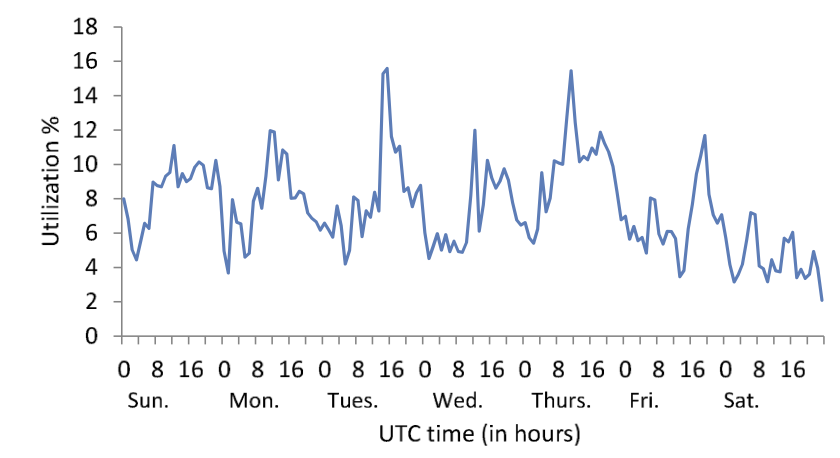 18
16
14
12
10
8
6
4
2
0
Utilization %
0 8 16 0 8 16 0 8 16 0 8 16 0 8 16 0 8 16 0 8 16
Sun. Mon. Tues. Wed. Thurs. Fri. Sat.
UTC time (in hours)